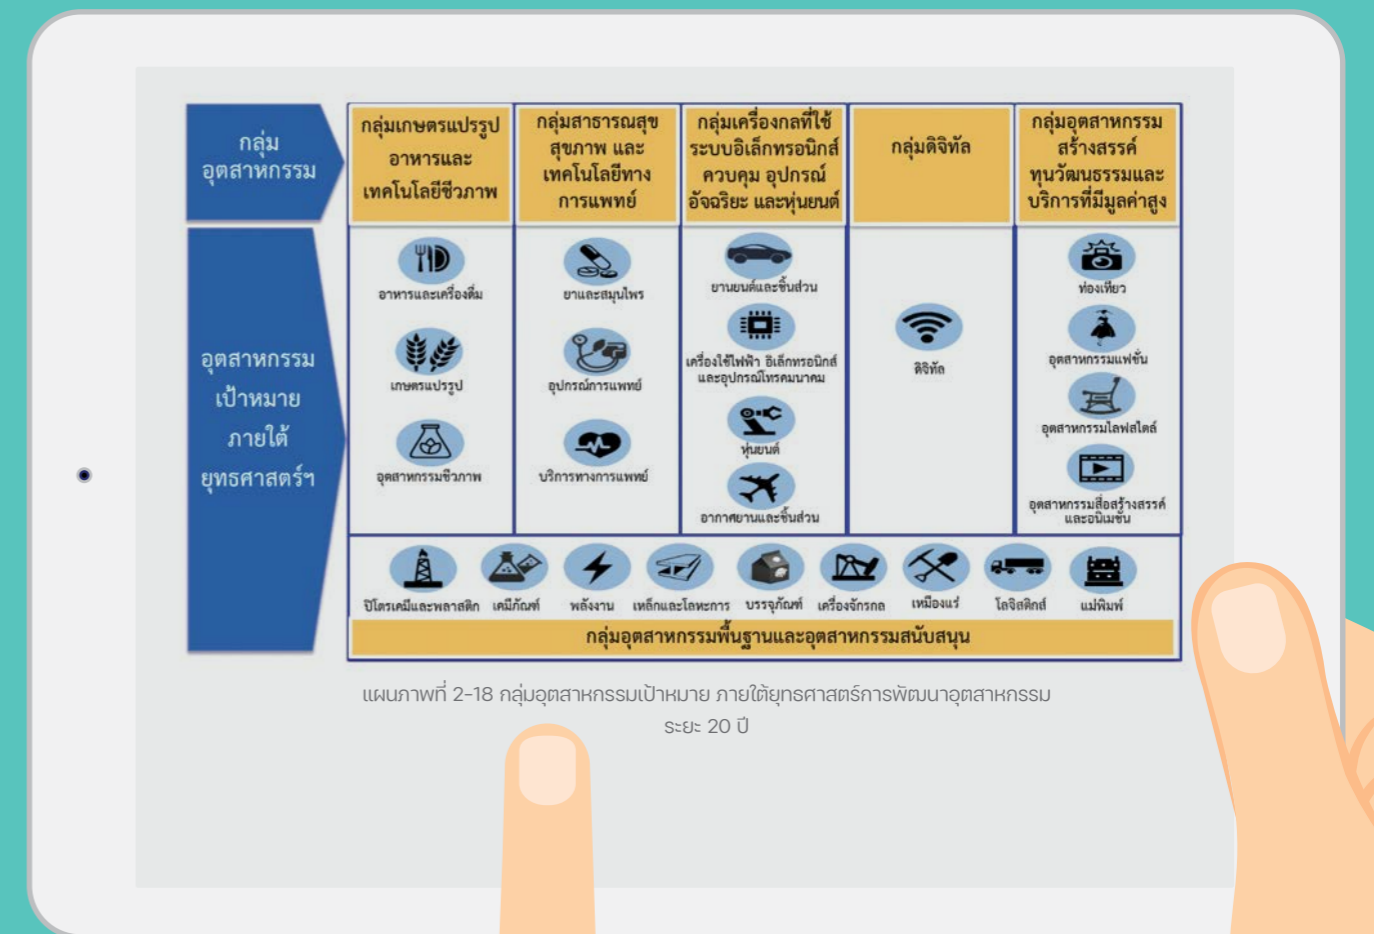 กลุ่ม
อุตสาหกรรม
กลุ่มเกษตรแปรรูป
อาหารและ
เทคโนโลยีชีวภาพ
กลุ่มสาธารณสุข
สุขภาพ และ
เทคโนโลยีทาง
การแพทย์
กลุ่มเครื่องกลที่ใช้
ระบบอิเล็กทรอนิกส์
ควบคุม อุปกรณ์
อัจฉริยะ และหุ่นยนต์
กลุ่มดิจิทัล
กลุ่มอุตสาหกรรม
สร้างสรรค์
ทุนวัฒนธรรมและ
บริการที่มีมูลค่าสูง
อุตสาหกรรม
เป้าหมาย
ภายใต้
ยุทธศาสตร์ฯ
อาหารและเครื่องดื่ม
เกษตรแปรรูป
อุตสาหกรรมชีวภาพ
ยาและสมุนไพร
อุปกรณ์การแพทย์
บริการทางการแพทย์
ยานยนต์และชิ้นส่วน
เครื่องใช้ไฟฟ้า อิเล็กทรอนิกส์
และอุปกรณ์โทรคมนาคม
หุ่นยนต์
อากาศยานและชิ้นส่วน
ดิจิทัล
ท่องเที่ยว
อุตสาหกรรมแฟชั่น
อุตสาหกรรมไลฟสไตล์
อุตสาหกรรมสื่อสร้างสรรค์
และอนิเมชั่น
ปิโตรเคมีและพลาสติก
เคมีภัณฑ์
พลังงาน
เหล็กและโลหะการ
บรรจุภัณฑ์
เครื่องจักรกล
เหมืองแร่
โลจิสติกส์
แม่พิมพ์
กลุ่มอุตสาหกรรมพื้นฐานและอุตสาหกรรมสนับสนุน
แผนภาพที่ 2-18 กลุ่มอุตสาหกรรมเป้าหมาย ภายใต้ยุทธศาสตร์การพัฒนาอุตสาหกรรม
ระยะ 20 ปี